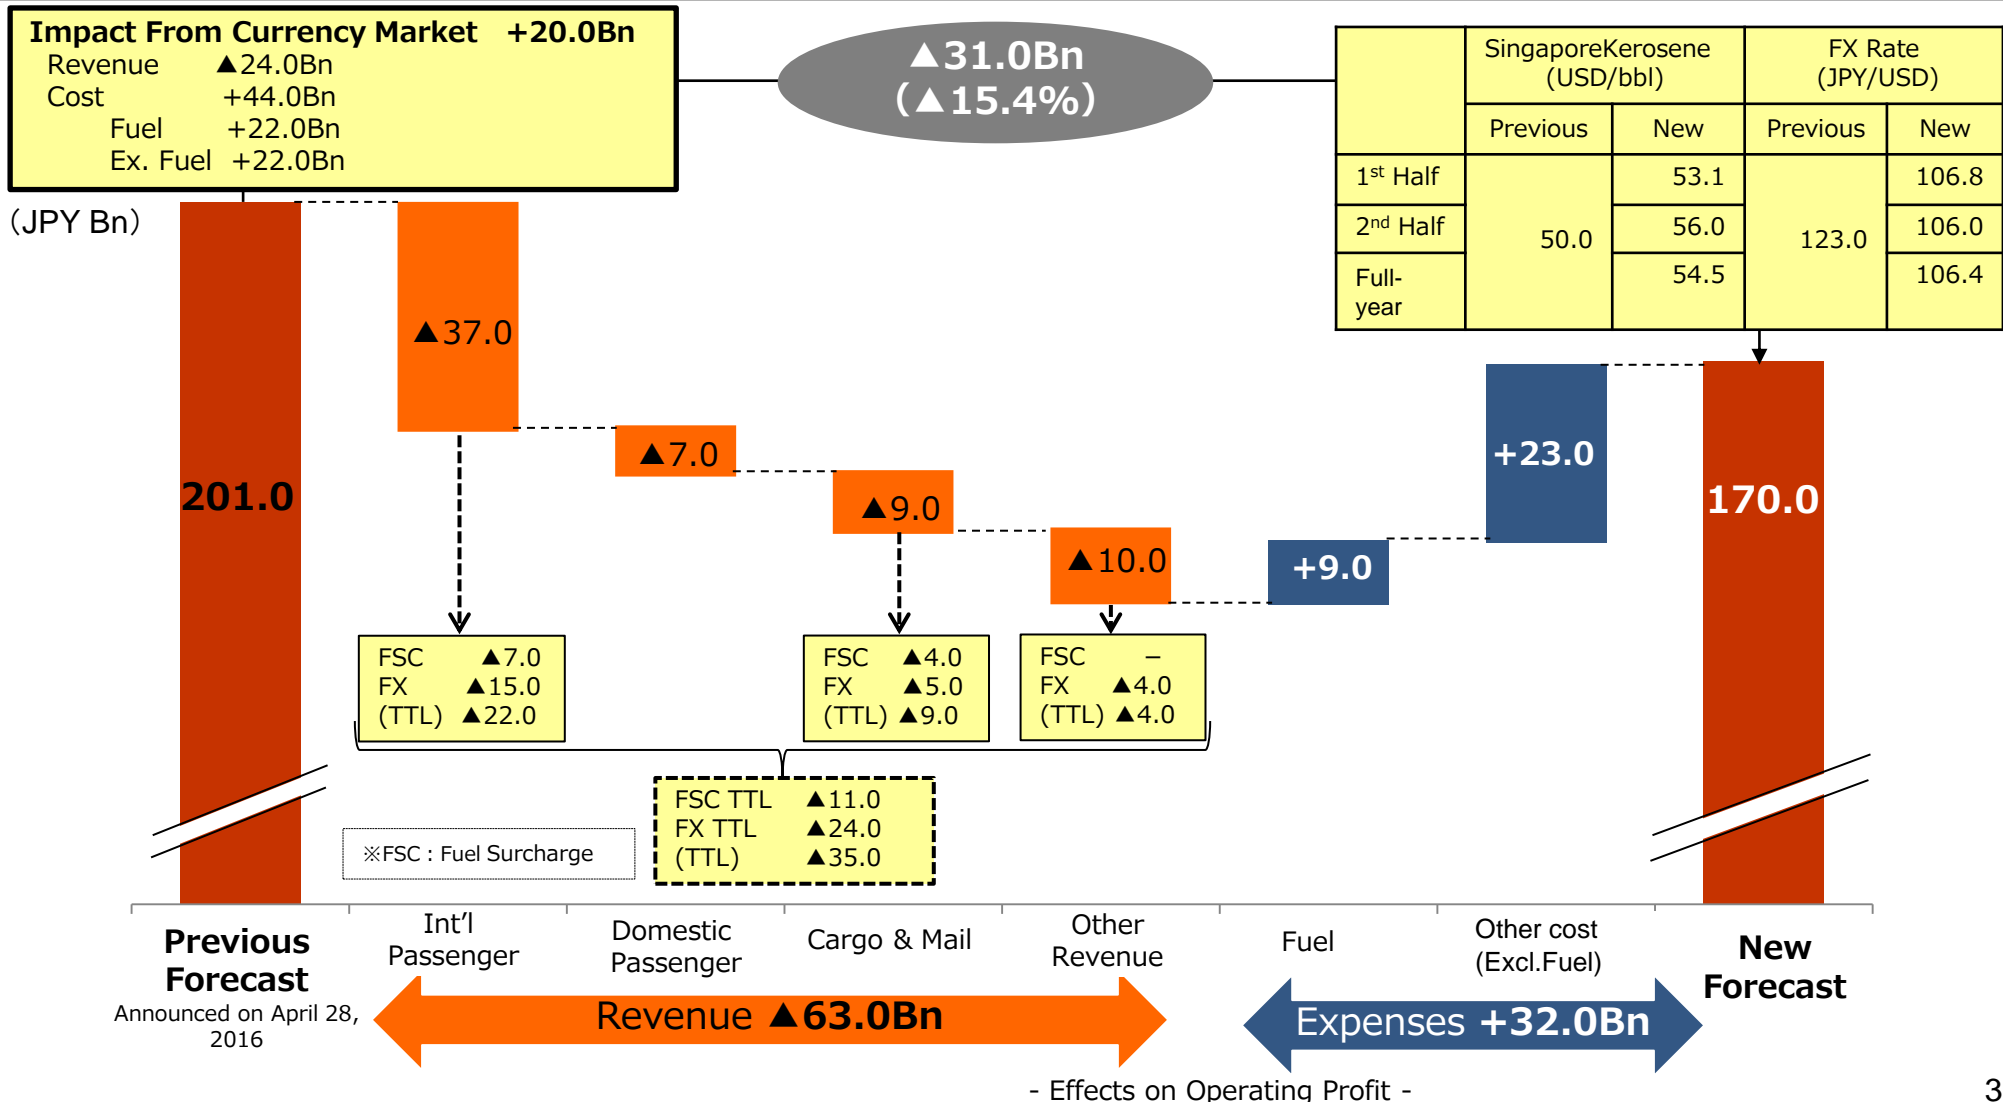 Impact From Currency Market +20.0Bn
Revenue ▲24.0Bn
Cost +44.0Bn
Fuel +22.0Bn
Ex. Fuel +22.0Bn
▲31.0Bn
(▲15.4%)
SingaporeKerosene (USD/bbl) FX Rate (JPY/USD)
Previous New Previous New
1st Half 53.1 106.8
2nd Half 50.0 56.0 123.0 106.0
Full-year 54.5 106.4
(JPY Bn)
201.0
▲37.0
▲7.0
▲9.0
▲10.0
+9.0
+23.0
170.0
FSC ▲7.0
FX ▲15.0
(TTL) ▲22.0
FSC ▲4.0
FX ▲5.0
(TTL) ▲9.0
FSC –
FX ▲4.0
(TTL) ▲4.0
FSC TTL ▲11.0
FX TTL ▲24.0
(TTL) ▲35.0
※FSC : Fuel Surcharge
Previous
Forecast
Announced on April 28,
2016
Int'l
Passenger
Domestic
Passenger
Cargo & Mail
Other
Revenue
Fuel
Other cost
(Excl.Fuel)
New
Forecast
Revenue ▲63.0Bn
Expenses +32.0Bn
- Effects on Operating Profit -
3